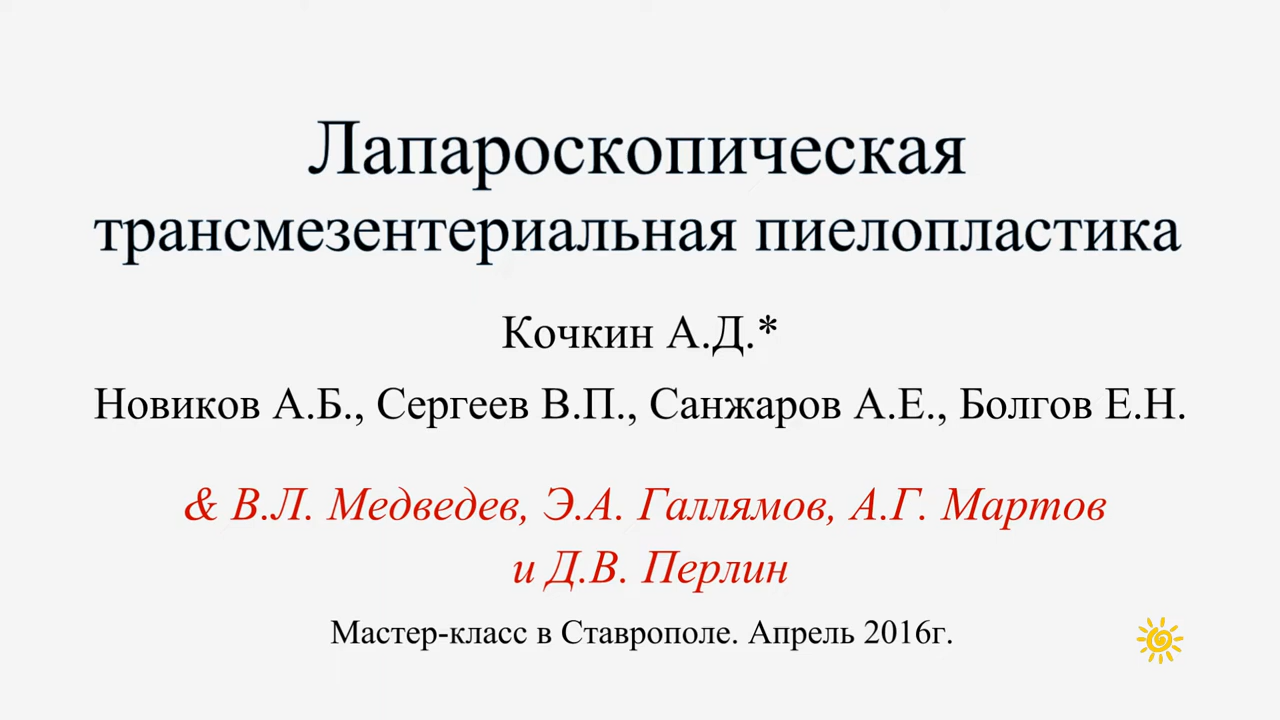 Лапароскопическая
трансмезентериальная пиелопластика
Кочкин А.Д.*
Новиков А.Б., Сергеев В.П., Санжаров А.Е., Болгов Е.Н.
& В.Л. Медведев, Э.А. Галлямов, А.Г. Мартов
и Д.В. Перлин
Мастер-класс в Ставрополе. Апрель 2016г.